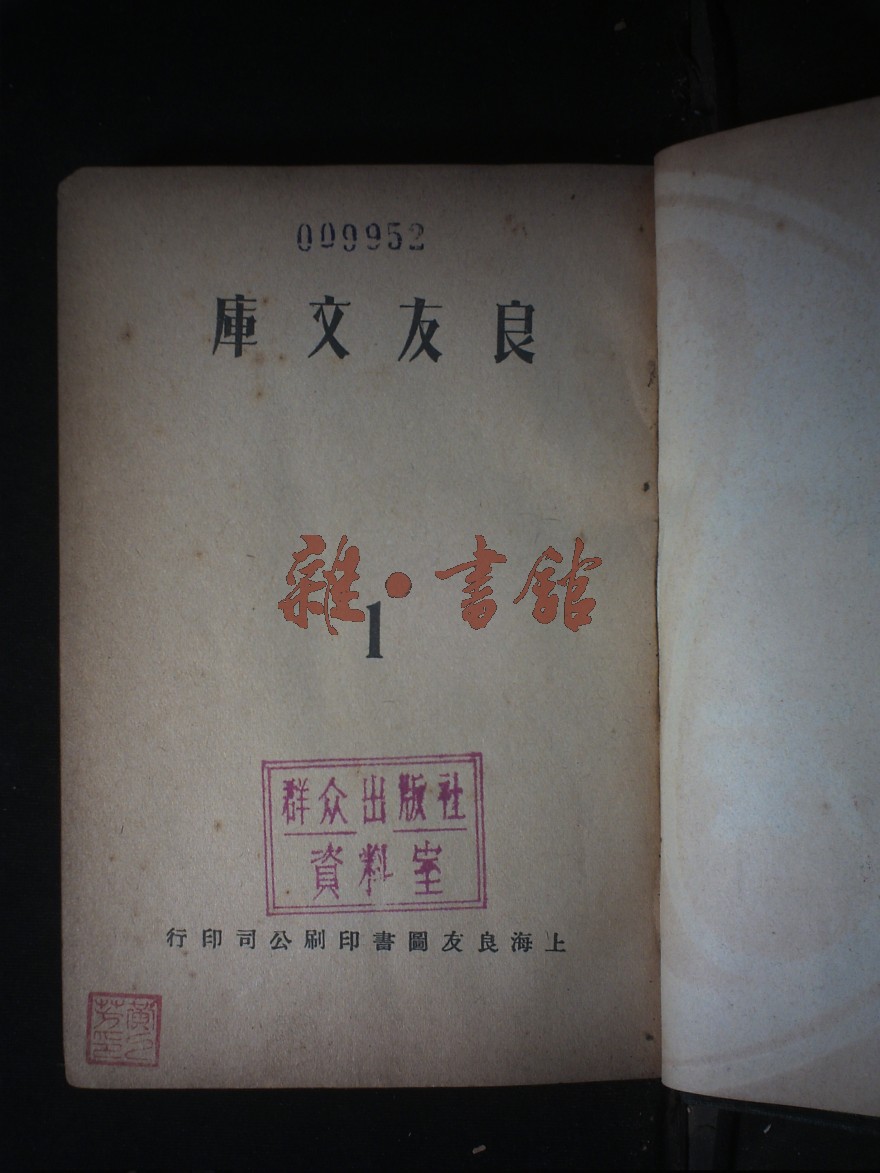 009952
良友文庫
雜·書館
1
群众出版社
資料室
上海良友圖書印刷公司印行